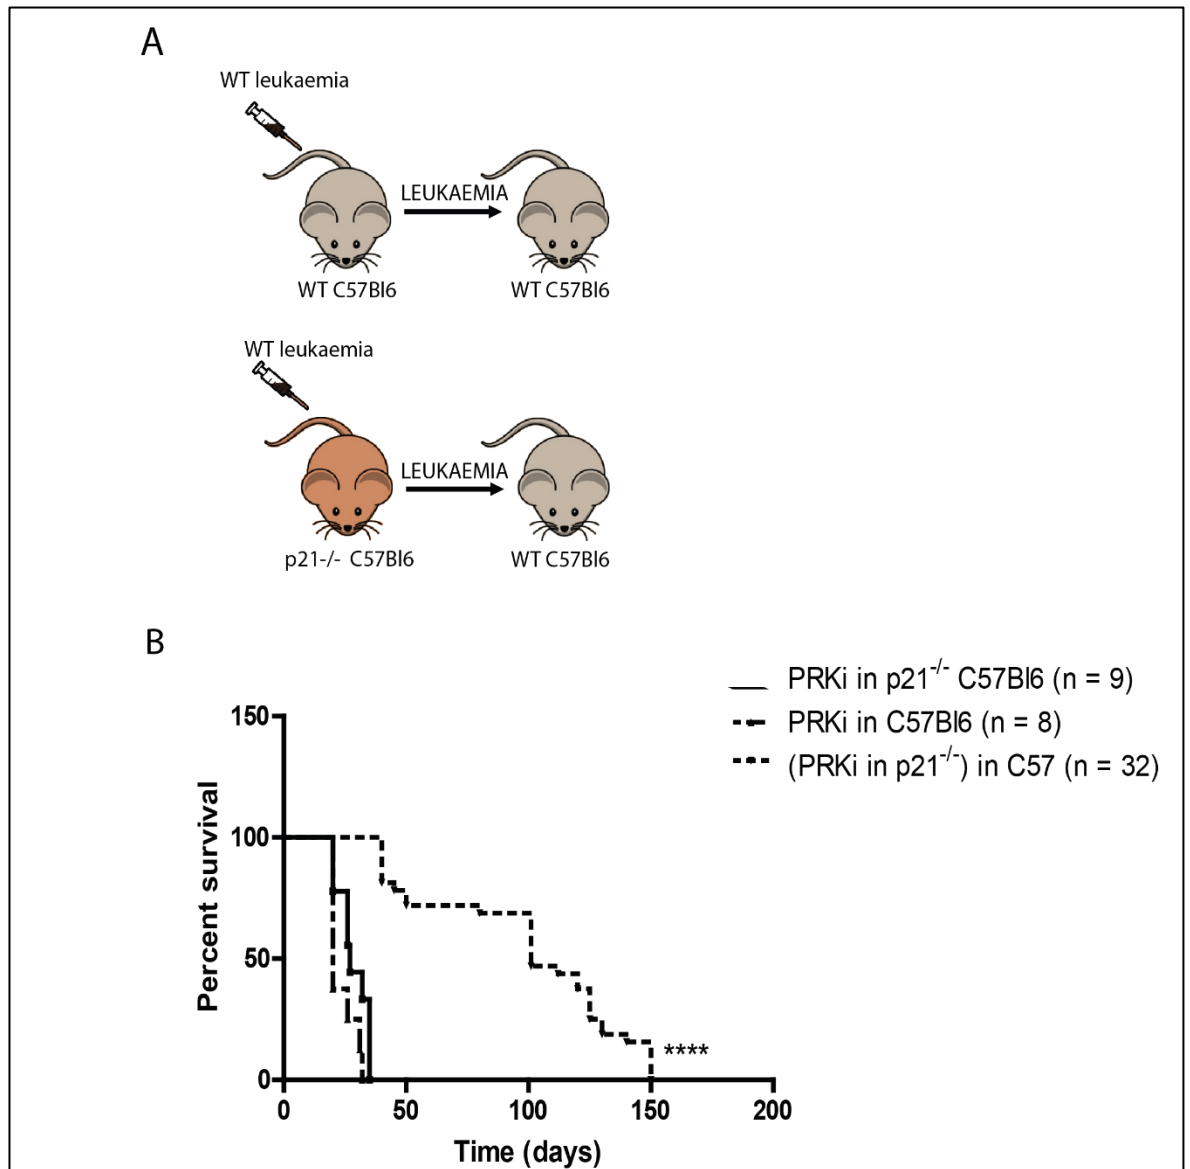 A
WT leukaemia
LEUKAEMIA
WT C57Bl6
WT C57Bl6
WT leukaemia
LEUKAEMIA
p21-/- C57Bl6
WT C57Bl6
B
PRKi in p21-/- C57Bl6 (n = 9)
PRKi in C57Bl6 (n = 8)
(PRKi in p21-/-) in C57 (n = 32)
150
100
50
0
Percent survival
****
0 50 100 150 200
Time (days)